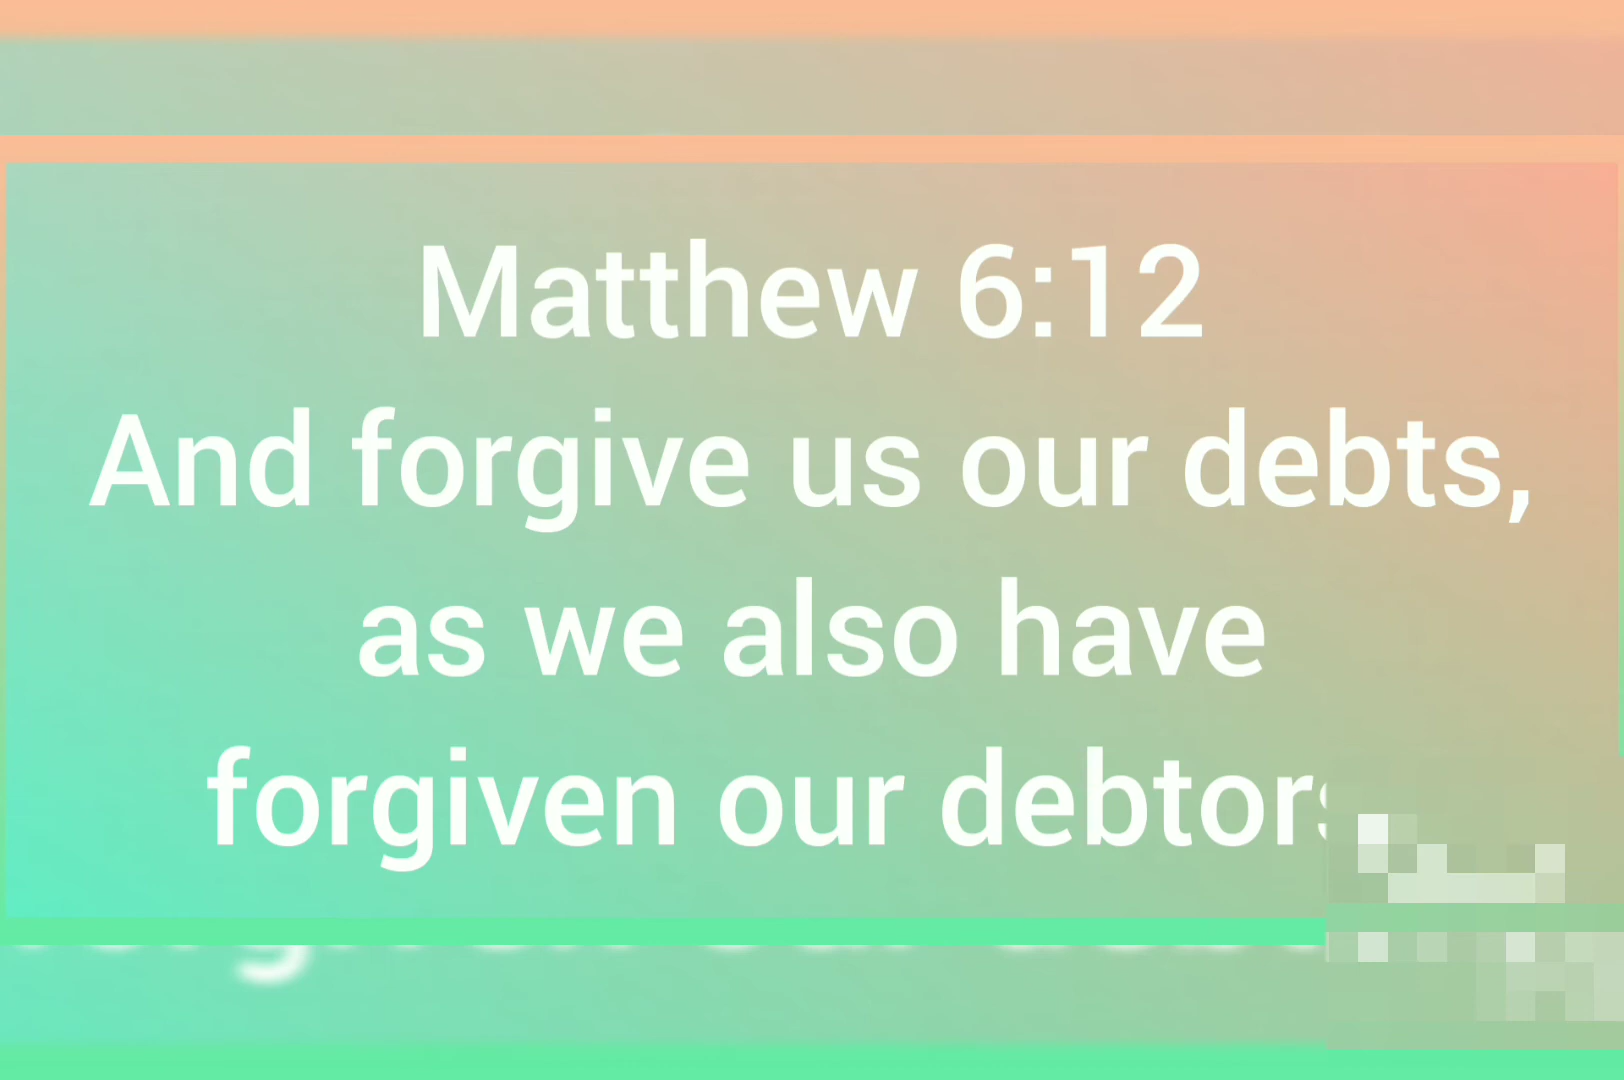 Matthew 6:12
And forgive us our debts,
as we also have
forgiven our debtors